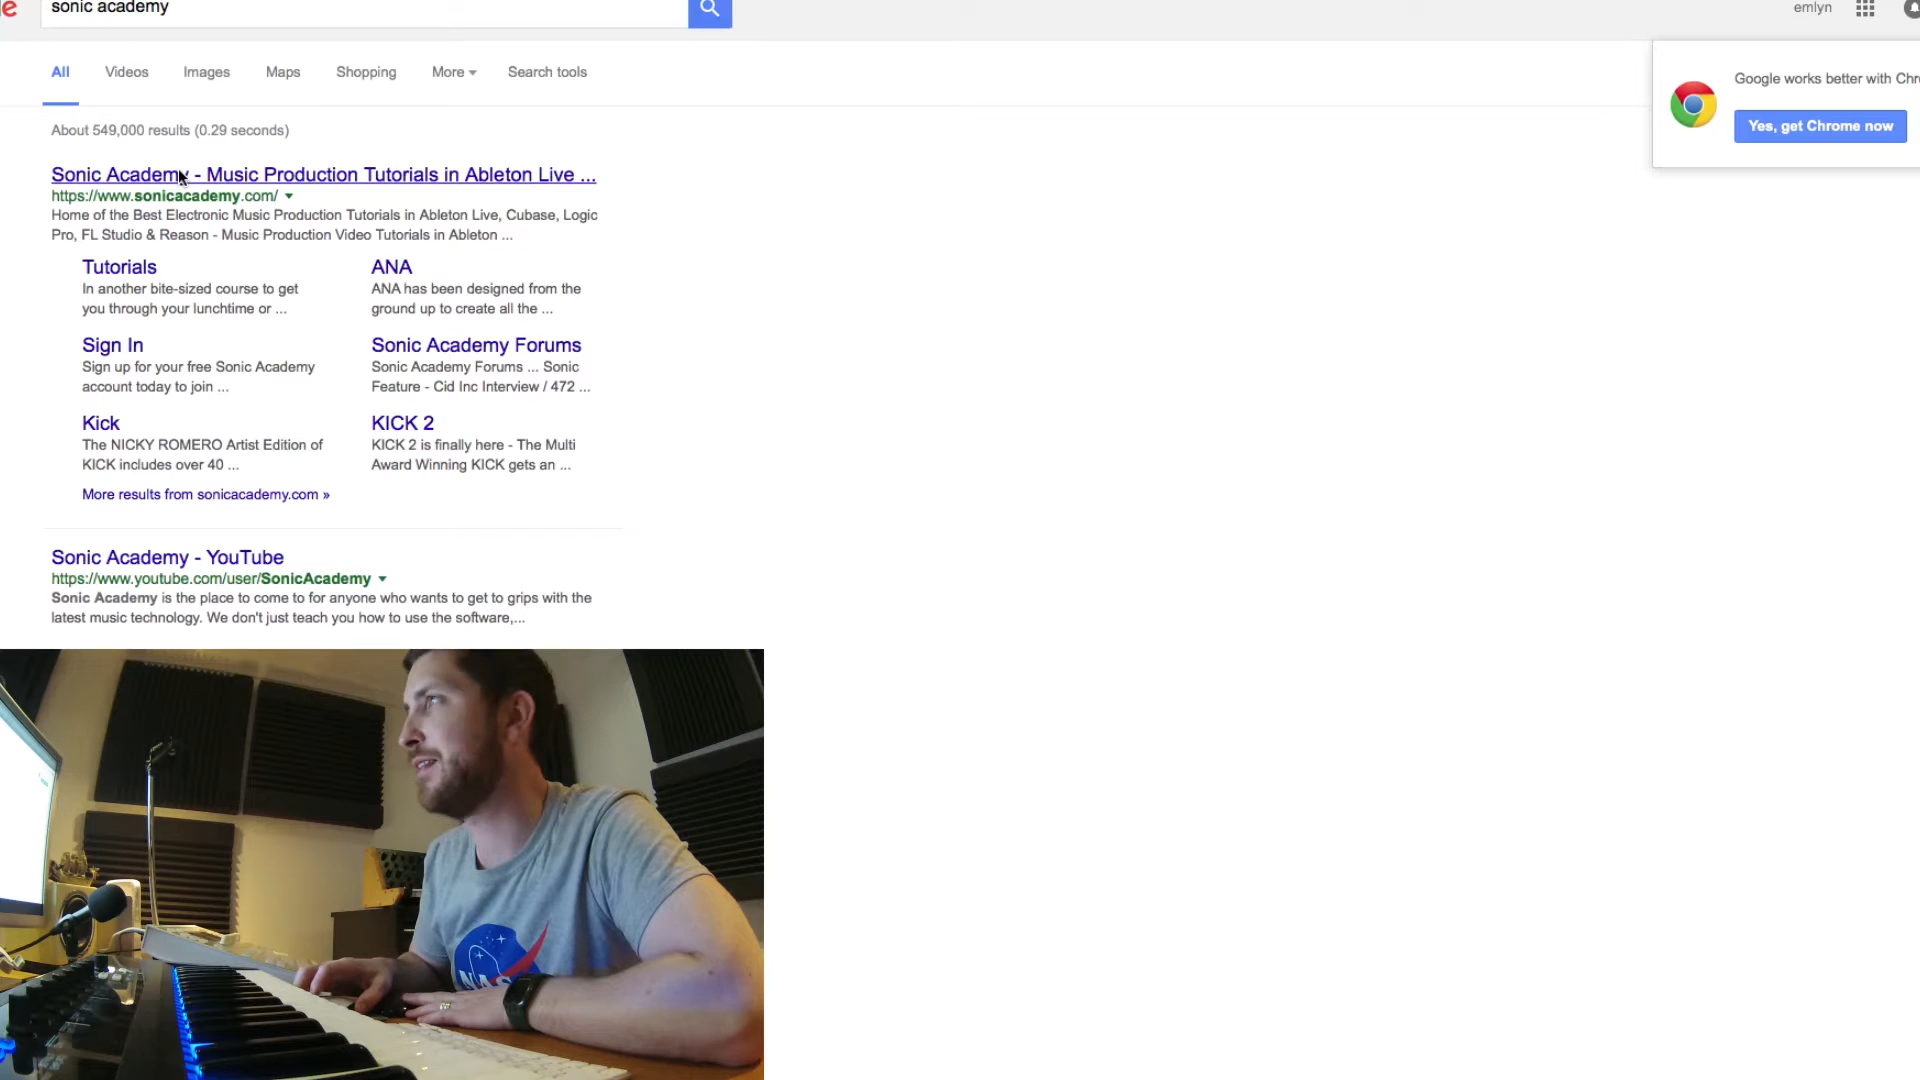 e
sonic academy
emlyn
All Videos Images Maps Shopping More Search tools
Google works better with Chr
Yes, get Chrome now
About 549,000 results (0.29 seconds)
Sonic Academy - Music Production Tutorials in Ableton Live ...
https://www.sonicacademy.com/
Home of the Best Electronic Music Production Tutorials in Ableton Live, Cubase, Logic
Pro, FL Studio & Reason - Music Production Video Tutorials in Ableton ...
Tutorials
In another bite-sized course to get
you through your lunchtime or ...
ANA
ANA has been designed from the
ground up to create all the ...
Sign In
Sign up for your free Sonic Academy
account today to join ...
Sonic Academy Forums
Sonic Academy Forums ... Sonic
Feature - Cid Inc Interview / 472 ...
Kick
The NICKY ROMERO Artist Edition of
KICK includes over 40 ...
KICK 2
KICK 2 is finally here - The Multi
Award Winning KICK gets an ...
More results from sonicacademy.com »
Sonic Academy - YouTube
https://www.youtube.com/user/SonicAcademy
Sonic Academy is the place to come to for anyone who wants to get to grips with the
latest music technology. We don't just teach you how to use the software,...